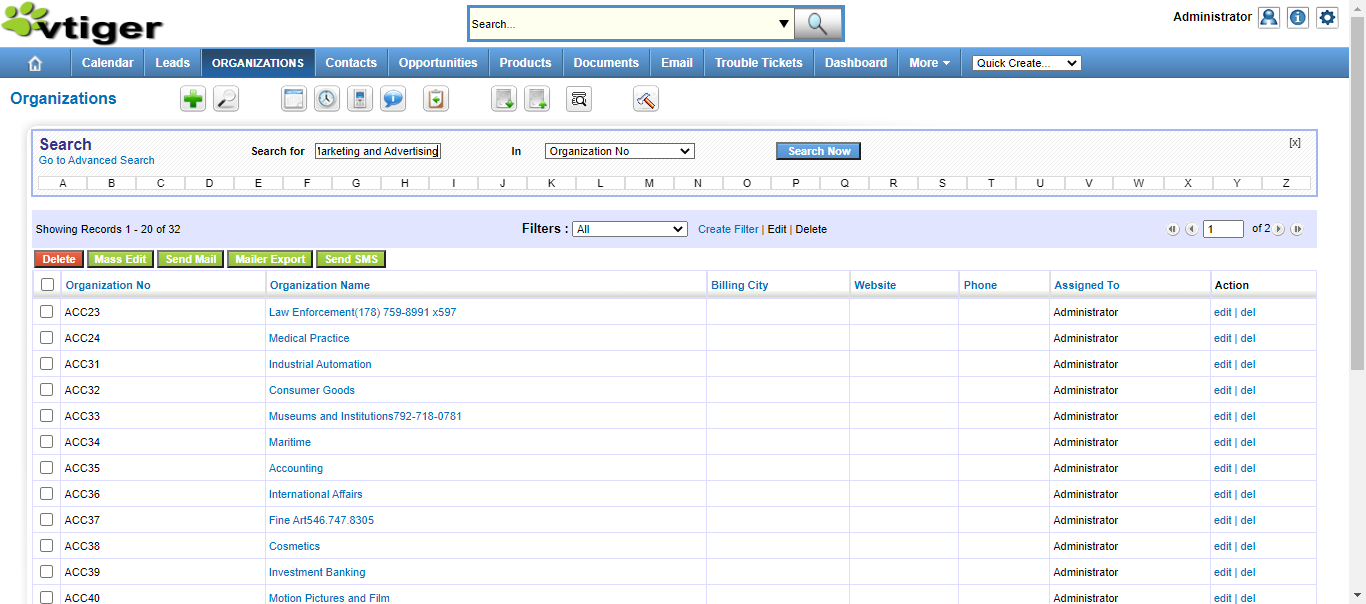 vtiger
Search...
Administrator
Calendar Leads ORGANIZATIONS Contacts Opportunities Products Documents Email Trouble Tickets Dashboard More Quick Create...
Organizations
Search
Go to Advanced Search
Search for arketing and Advertising In Organization No Search Now [x]
A B C D E F G H I J K L M N O P Q R S T U V W X Y Z
Showing Records 1 - 20 of 32 Filters : All Create Filter | Edit | Delete 1 of 2
Delete Mass Edit Send Mail Mailer Export Send SMS
Organization No Organization Name Billing City Website Phone Assigned To Action
ACC23 Law Enforcement(178) 759-8991 x597 Administrator edit | del
ACC24 Medical Practice Administrator edit | del
ACC31 Industrial Automation Administrator edit | del
ACC32 Consumer Goods Administrator edit | del
ACC33 Museums and Institutions792-718-0781 Administrator edit | del
ACC34 Maritime Administrator edit | del
ACC35 Accounting Administrator edit | del
ACC36 International Affairs Administrator edit | del
ACC37 Fine Art546.747.8305 Administrator edit | del
ACC38 Cosmetics Administrator edit | del
ACC39 Investment Banking Administrator edit | del
ACC40 Motion Pictures and Film Administrator edit | del